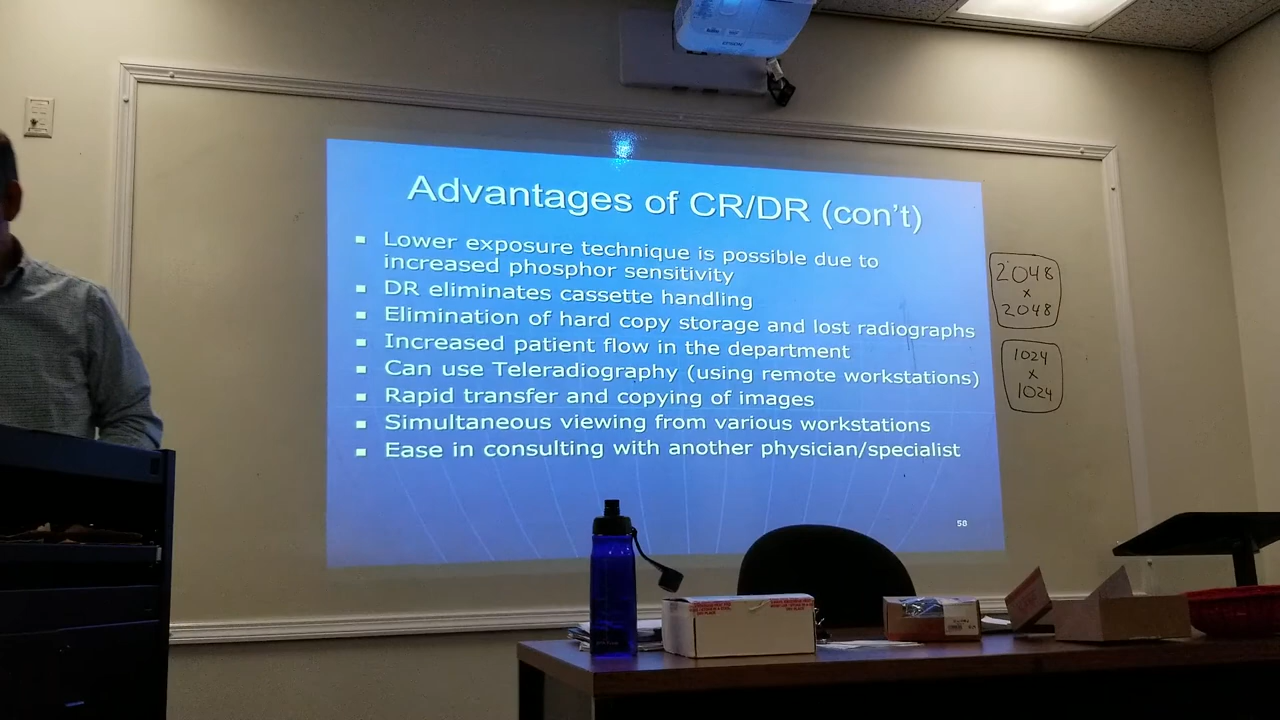 EPSON
Advantages of CR/DR (con't)
Lower exposure technique is possible due to
increased phosphor sensitivity
DR eliminates cassette handling
Elimination of hard copy storage and lost radiographs
Increased patient flow in the department
Can use Teleradiography (using remote workstations)
Rapid transfer and copying of images
Simultaneous viewing from various workstations
Ease in consulting with another physician/specialist
58
2048
x
2048
1024
x
1024